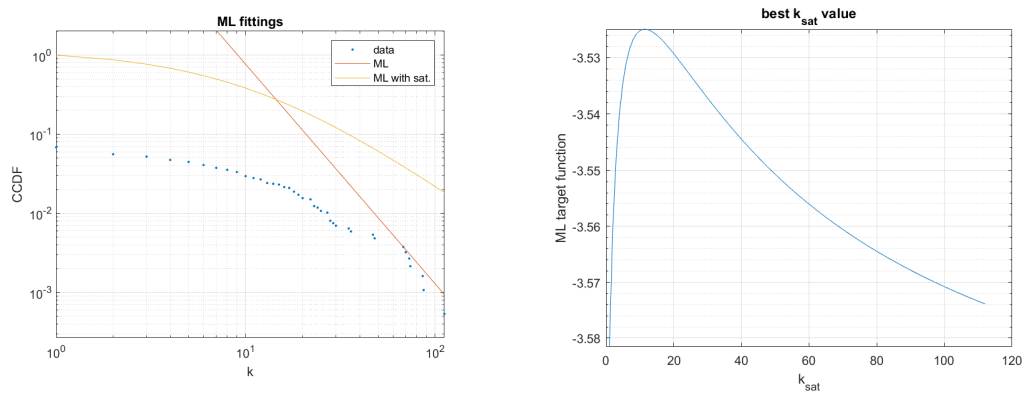 ML fittings
CCDF
10^0
10^-1
10^-2
10^-3
10^0
10^1
10^2
k
data
ML
ML with sat.
best k_sat value
ML target function
-3.53
-3.54
-3.55
-3.56
-3.57
-3.58
0
20
40
60
80
100
120
k_sat